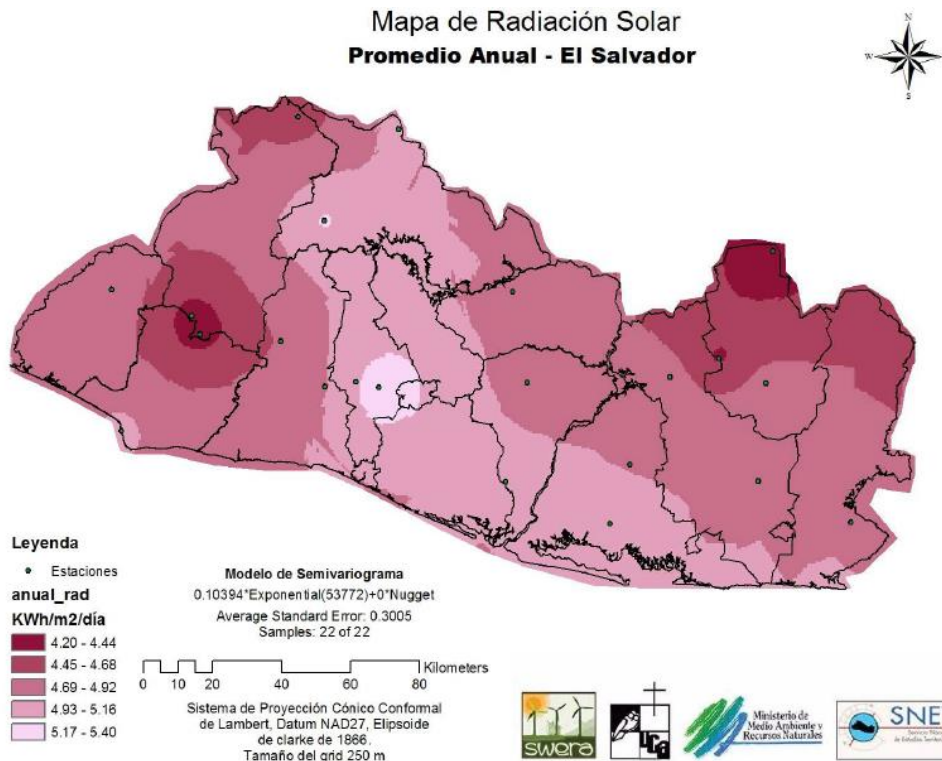 Mapa de Radiación Solar
Promedio Anual - El Salvador
N
W
E
S
Leyenda
Estaciones
anual_rad
KWh/m2/día
4.20 - 4.44
4.45 - 4.68
4.69 - 4.92
4.93 - 5.16
5.17 - 5.40
Modelo de Semivariograma
0.10394*Exponential(53772)+0*Nugget
Average Standard Error: 0.3005
Samples: 22 of 22
Kilometers
0 10 20 40 60 80
Sistema de Proyección Cónico Conformal
de Lambert, Datum NAD27, Elipsoide
de clarke de 1866.
Tamaño del grid 250 m
swera
uca
Ministerio de
Medio Ambiente y
Recursos Naturales
SNE